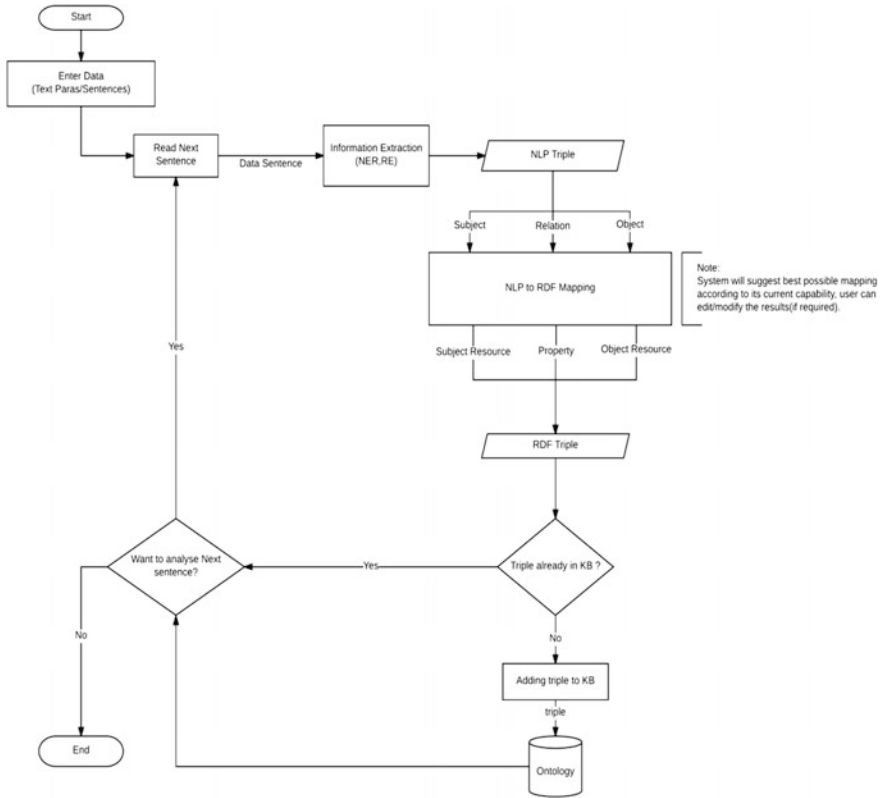 Start
Enter Data
(Text Paras/Sentences)
Read Next
Sentence
Data Sentence
Information Extraction
(NER,RE)
NLP Triple
Subject
Relation
Object
NLP to RDF Mapping
Note:
System will suggest best possible mapping
according to its current capability, user can
edit/modify the results(if required).
Subject Resource
Property
Object Resource
RDF Triple
Triple already in KB ?
Yes
Want to analyse Next
sentence?
Yes
No
End
No
Adding triple to KB
triple
Ontology